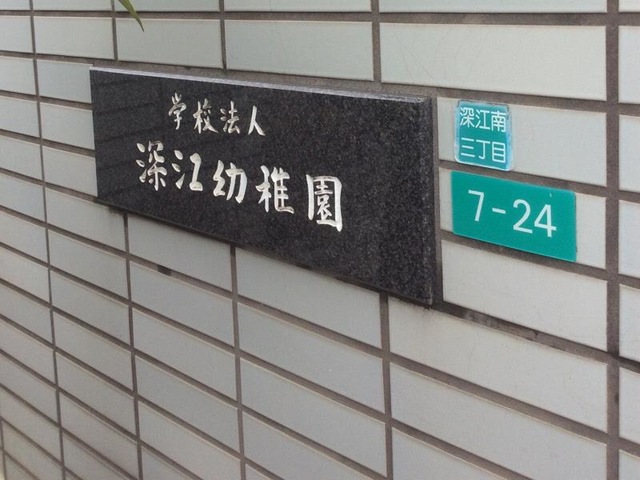 学校法人
深江幼稚園
深江南
三丁目
7-24